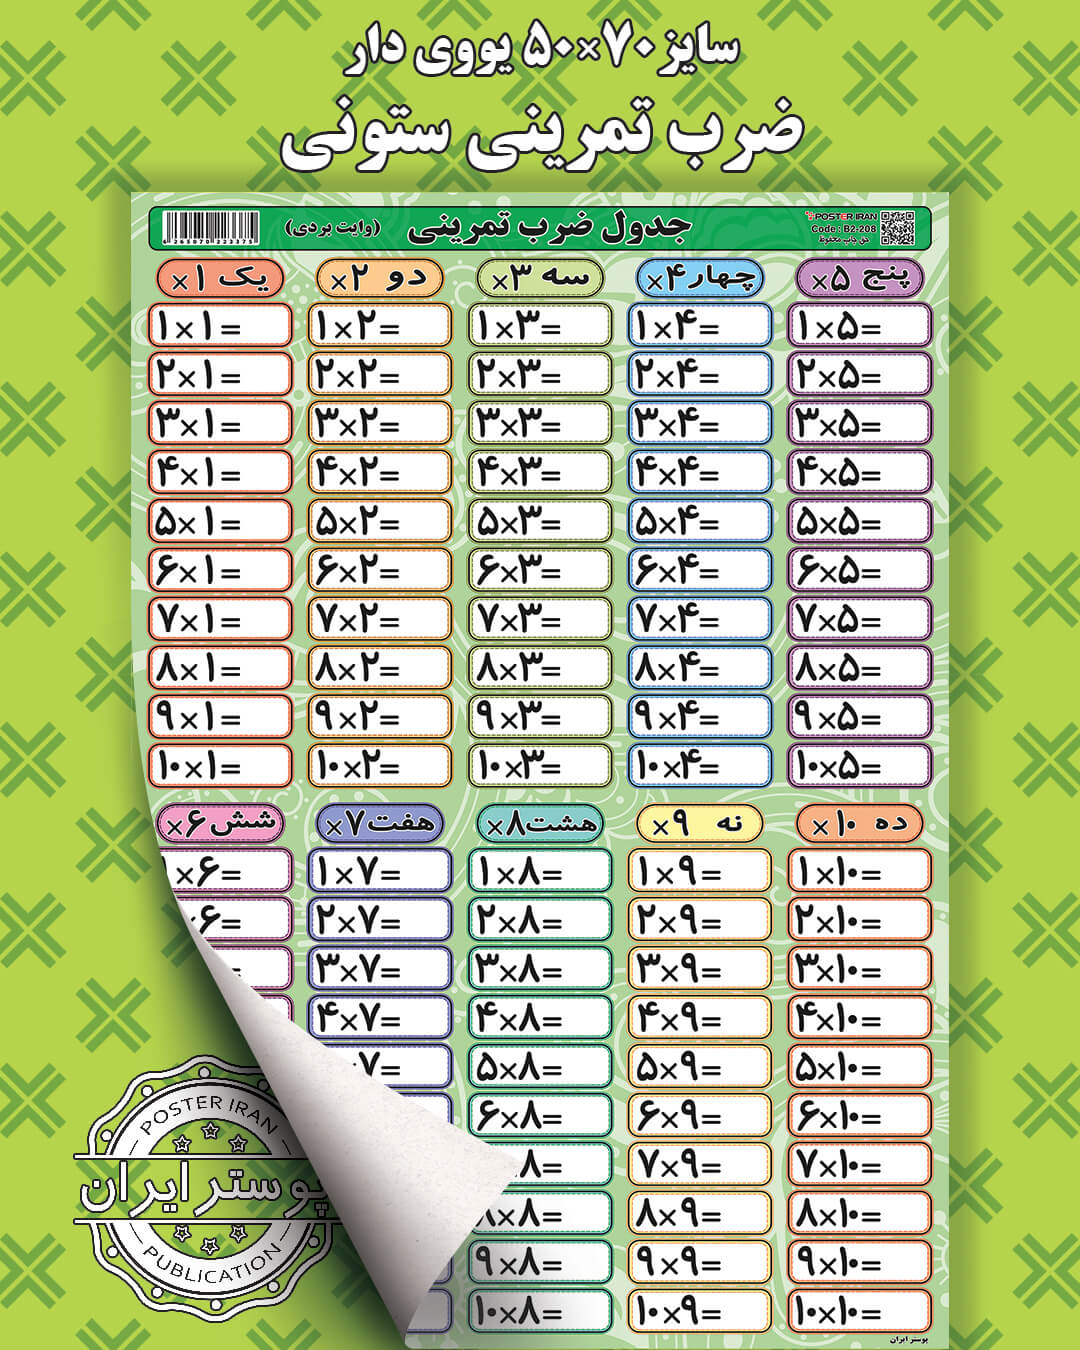 سایز ۷۰×۵۰ یووی دار
ضرب تمرینی ستونی
جدول ضرب تمرینی (وایت بردی)
POSTER IRAN
Code : B2-208
حق چاپ محفوظ
6 265070 223375
یک ۱× دو ۲× سه ۳× چهار ۴× پنج ۵×
۱×۱= ۱×۲= ۱×۳= ۱×۴= ۱×۵=
۲×۱= ۲×۲= ۲×۳= ۲×۴= ۲×۵=
۳×۱= ۳×۲= ۳×۳= ۳×۴= ۳×۵=
۴×۱= ۴×۲= ۴×۳= ۴×۴= ۴×۵=
۵×۱= ۵×۲= ۵×۳= ۵×۴= ۵×۵=
۶×۱= ۶×۲= ۶×۳= ۶×۴= ۶×۵=
۷×۱= ۷×۲= ۷×۳= ۷×۴= ۷×۵=
۸×۱= ۸×۲= ۸×۳= ۸×۴= ۸×۵=
۹×۱= ۹×۲= ۹×۳= ۹×۴= ۹×۵=
۱۰×۱= ۱۰×۲= ۱۰×۳= ۱۰×۴= ۱۰×۵=
شش ۶× هفت ۷× هشت ۸× نه ۹× ده ۱۰×
۱×۶= ۱×۷= ۱×۸= ۱×۹= ۱×۱۰=
×۶= ۲×۷= ۲×۸= ۲×۹= ۲×۱۰=
= ۳×۷= ۳×۸= ۳×۹= ۳×۱۰=
۴×۷= ۴×۸= ۴×۹= ۴×۱۰=
×۷= ۵×۸= ۵×۹= ۵×۱۰=
۶×۸= ۶×۹= ۶×۱۰=
۸= ۷×۹= ۷×۱۰=
۸×۸= ۸×۹= ۸×۱۰=
۹×۸= ۹×۹= ۹×۱۰=
۱۰×۸= ۱۰×۹= ۱۰×۱۰=
پوستر ایران
POSTER IRAN
پوستر ایران
PUBLICATION